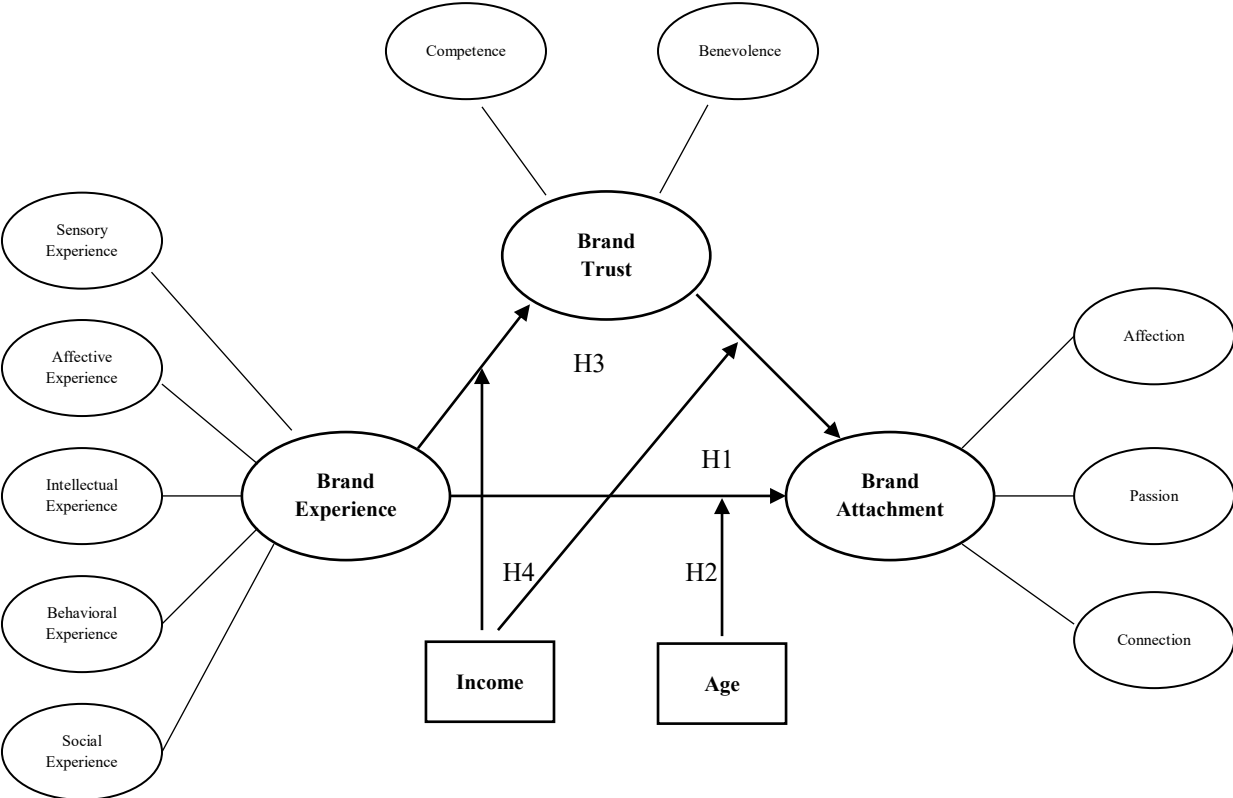 Competence
Benevolence
Sensory
Experience
Brand
Trust
Affective
Experience
H3
Affection
H1
Brand
Experience
Brand
Attachment
Intellectual
Experience
Passion
H4
H2
Behavioral
Experience
Connection
Income
Age
Social
Experience